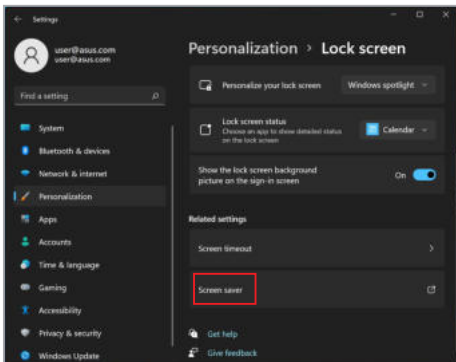 Settings
user@asus.com
user@asus.com
Find a setting
System
Bluetooth & devices
Network & internet
Personalization
Apps
Accounts
Time & language
Gaming
Accessibility
Privacy & security
Windows Update
Personalization > Lock screen
Personalize your lock screen
Windows spotlight
Lock screen status
Choose an app to show detailed status
on the lock screen
Calendar
Show the lock screen background
picture on the sign-in screen
On
Related settings
Screen timeout
Screen saver
Get help
Give feedback